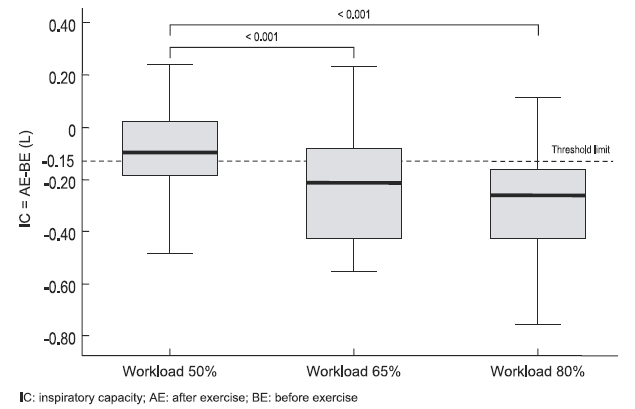 < 0.001
< 0.001
0.40
0.20
0
-0.15
-0.20
-0.40
-0.60
-0.80
IC = AE-BE (L)
Threshold limit
Workload 50%
Workload 65%
Workload 80%
IC: inspiratory capacity; AE: after exercise; BE: before exercise